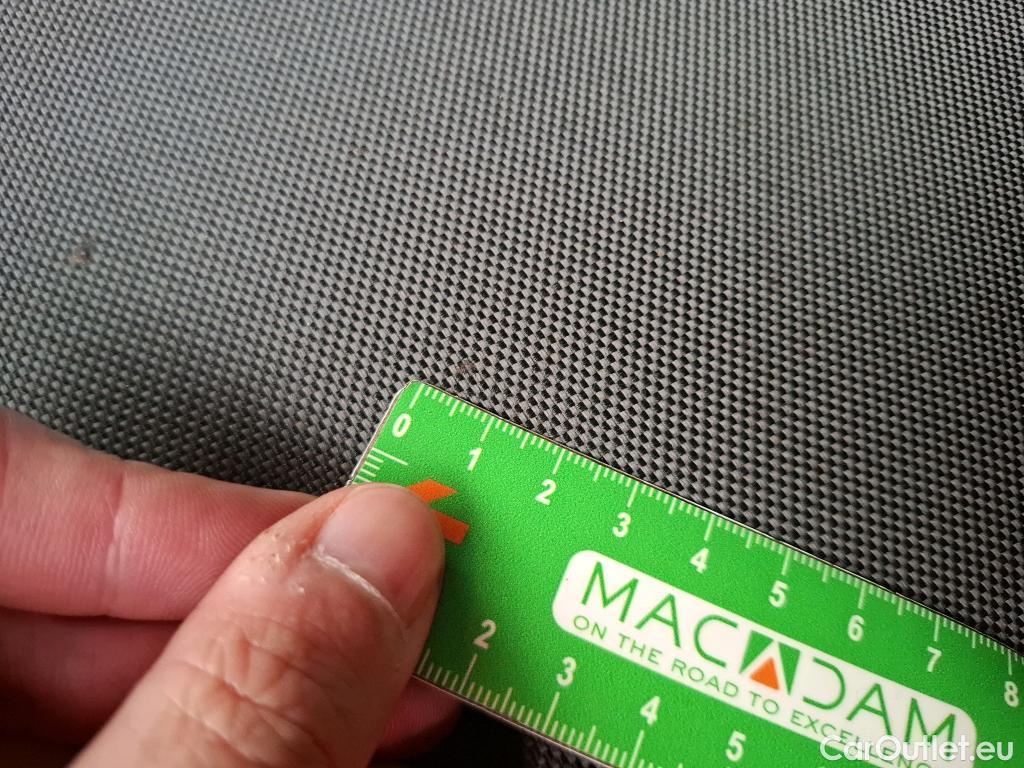 0 1 2 3 4 5 6 7 8
MACADAM
ON THE ROAD TO EXCELLENCE
2 3 4 5
CarOutlet.eu